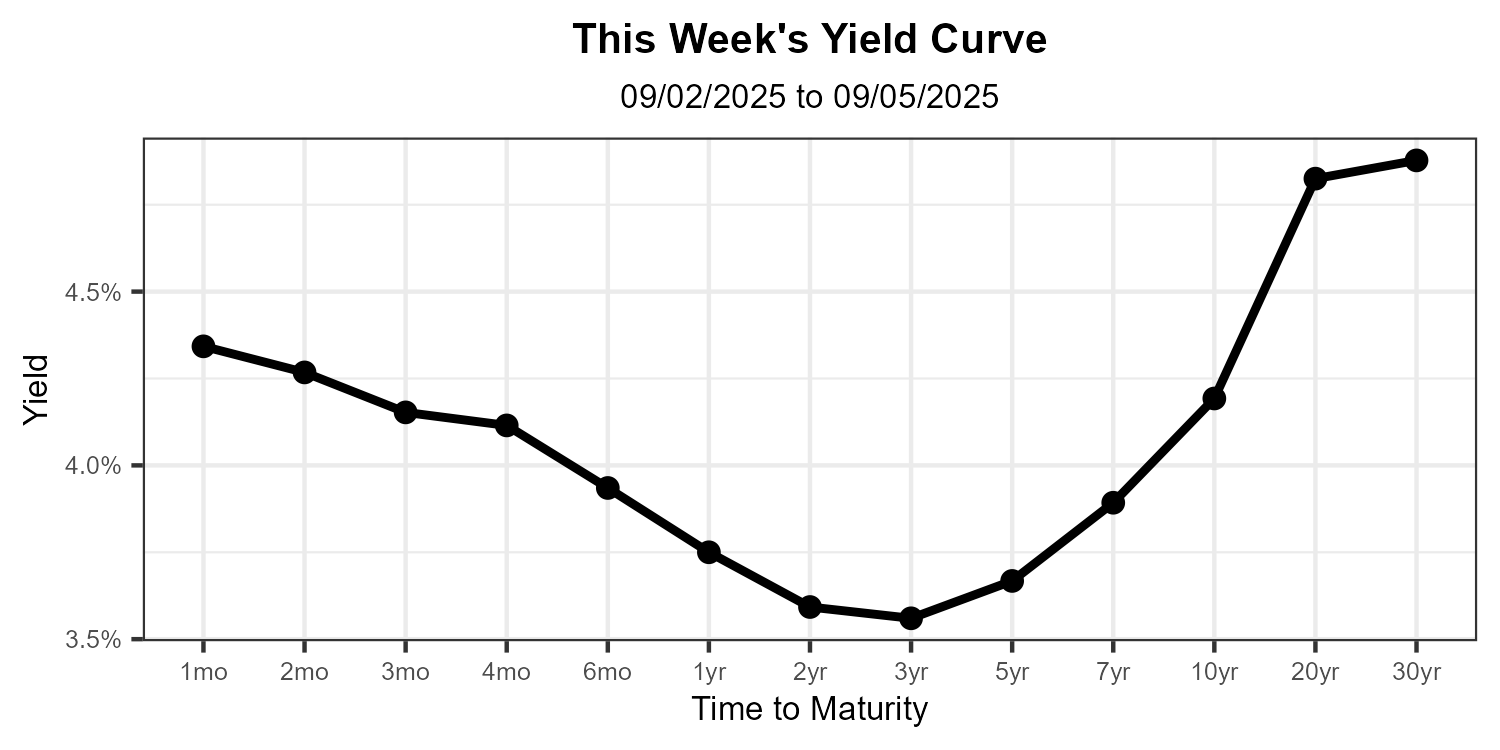 This Week's Yield Curve
09/02/2025 to 09/05/2025
Yield
4.5%
4.0%
3.5%
1mo 2mo 3mo 4mo 6mo 1yr 2yr 3yr 5yr 7yr 10yr 20yr 30yr
Time to Maturity